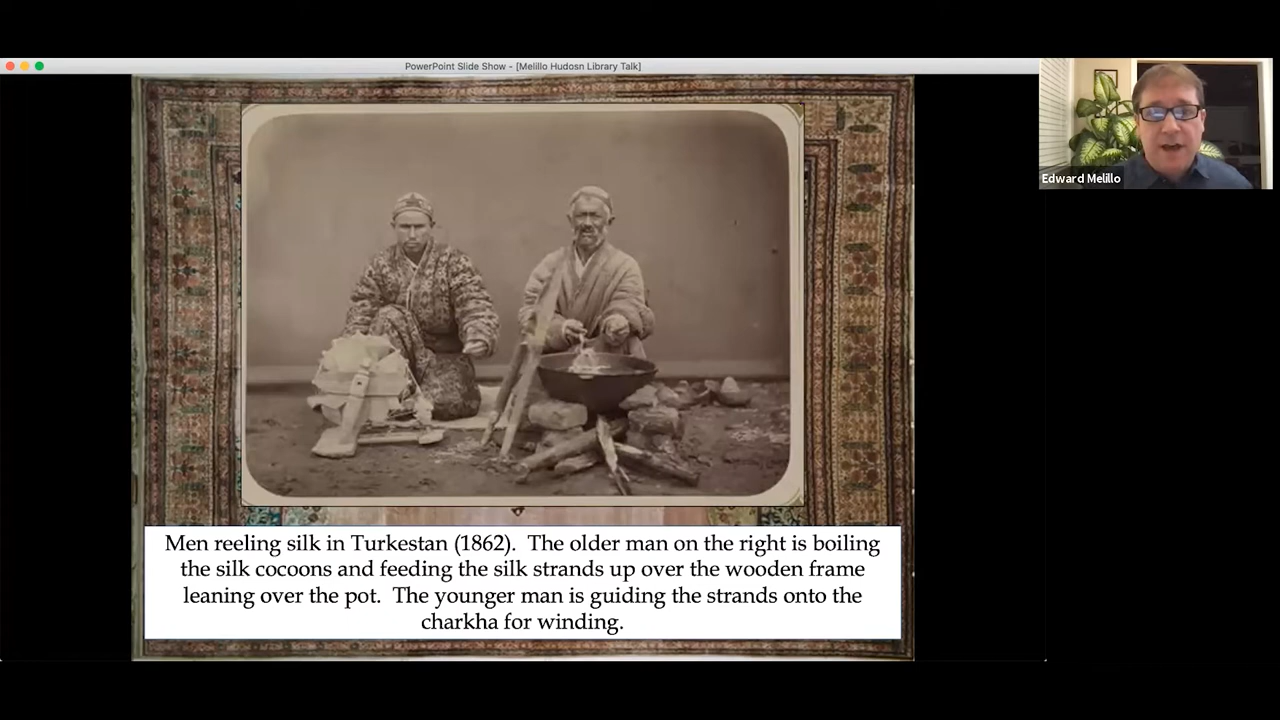 PowerPoint Slide Show - [Melillo Hudosn Library Talk]
Edward Melillo
Men reeling silk in Turkestan (1862). The older man on the right is boiling
the silk cocoons and feeding the silk strands up over the wooden frame
leaning over the pot. The younger man is guiding the strands onto the
charkha for winding.